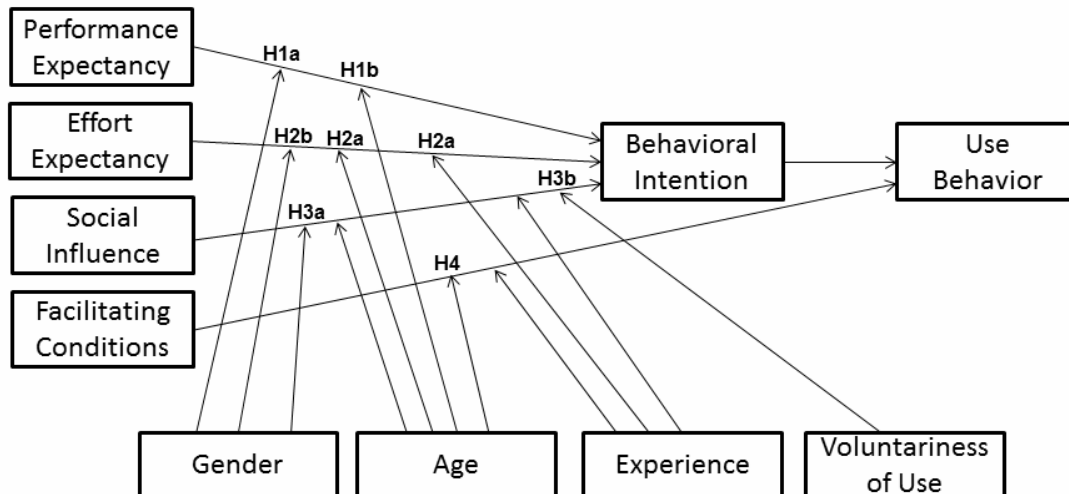 Performance
Expectancy
H1a
H1b
Effort
Expectancy
H2b
H2a
H2a
Behavioral
Intention
Use
Behavior
H3b
Social
Influence
H3a
H4
Facilitating
Conditions
Gender
Age
Experience
Voluntariness
of Use